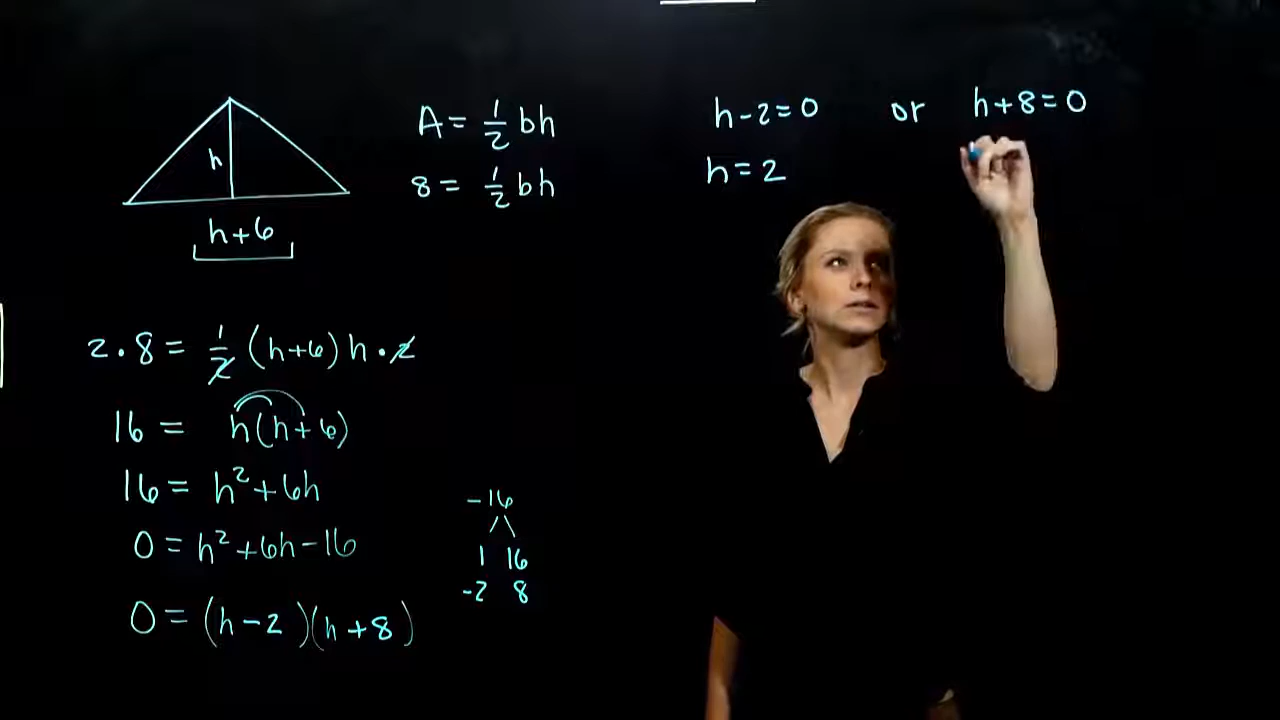 h
h+6
A = 1/2 bh
8 = 1/2 bh
2 · 8 = 1/2 (h+6) h · 2
16 = h(h+6)
16 = h² + 6h
0 = h² + 6h - 16
0 = (h - 2)(h + 8)
-16
1 16
-2 8
h - 2 = 0 or h + 8 = 0
h = 2